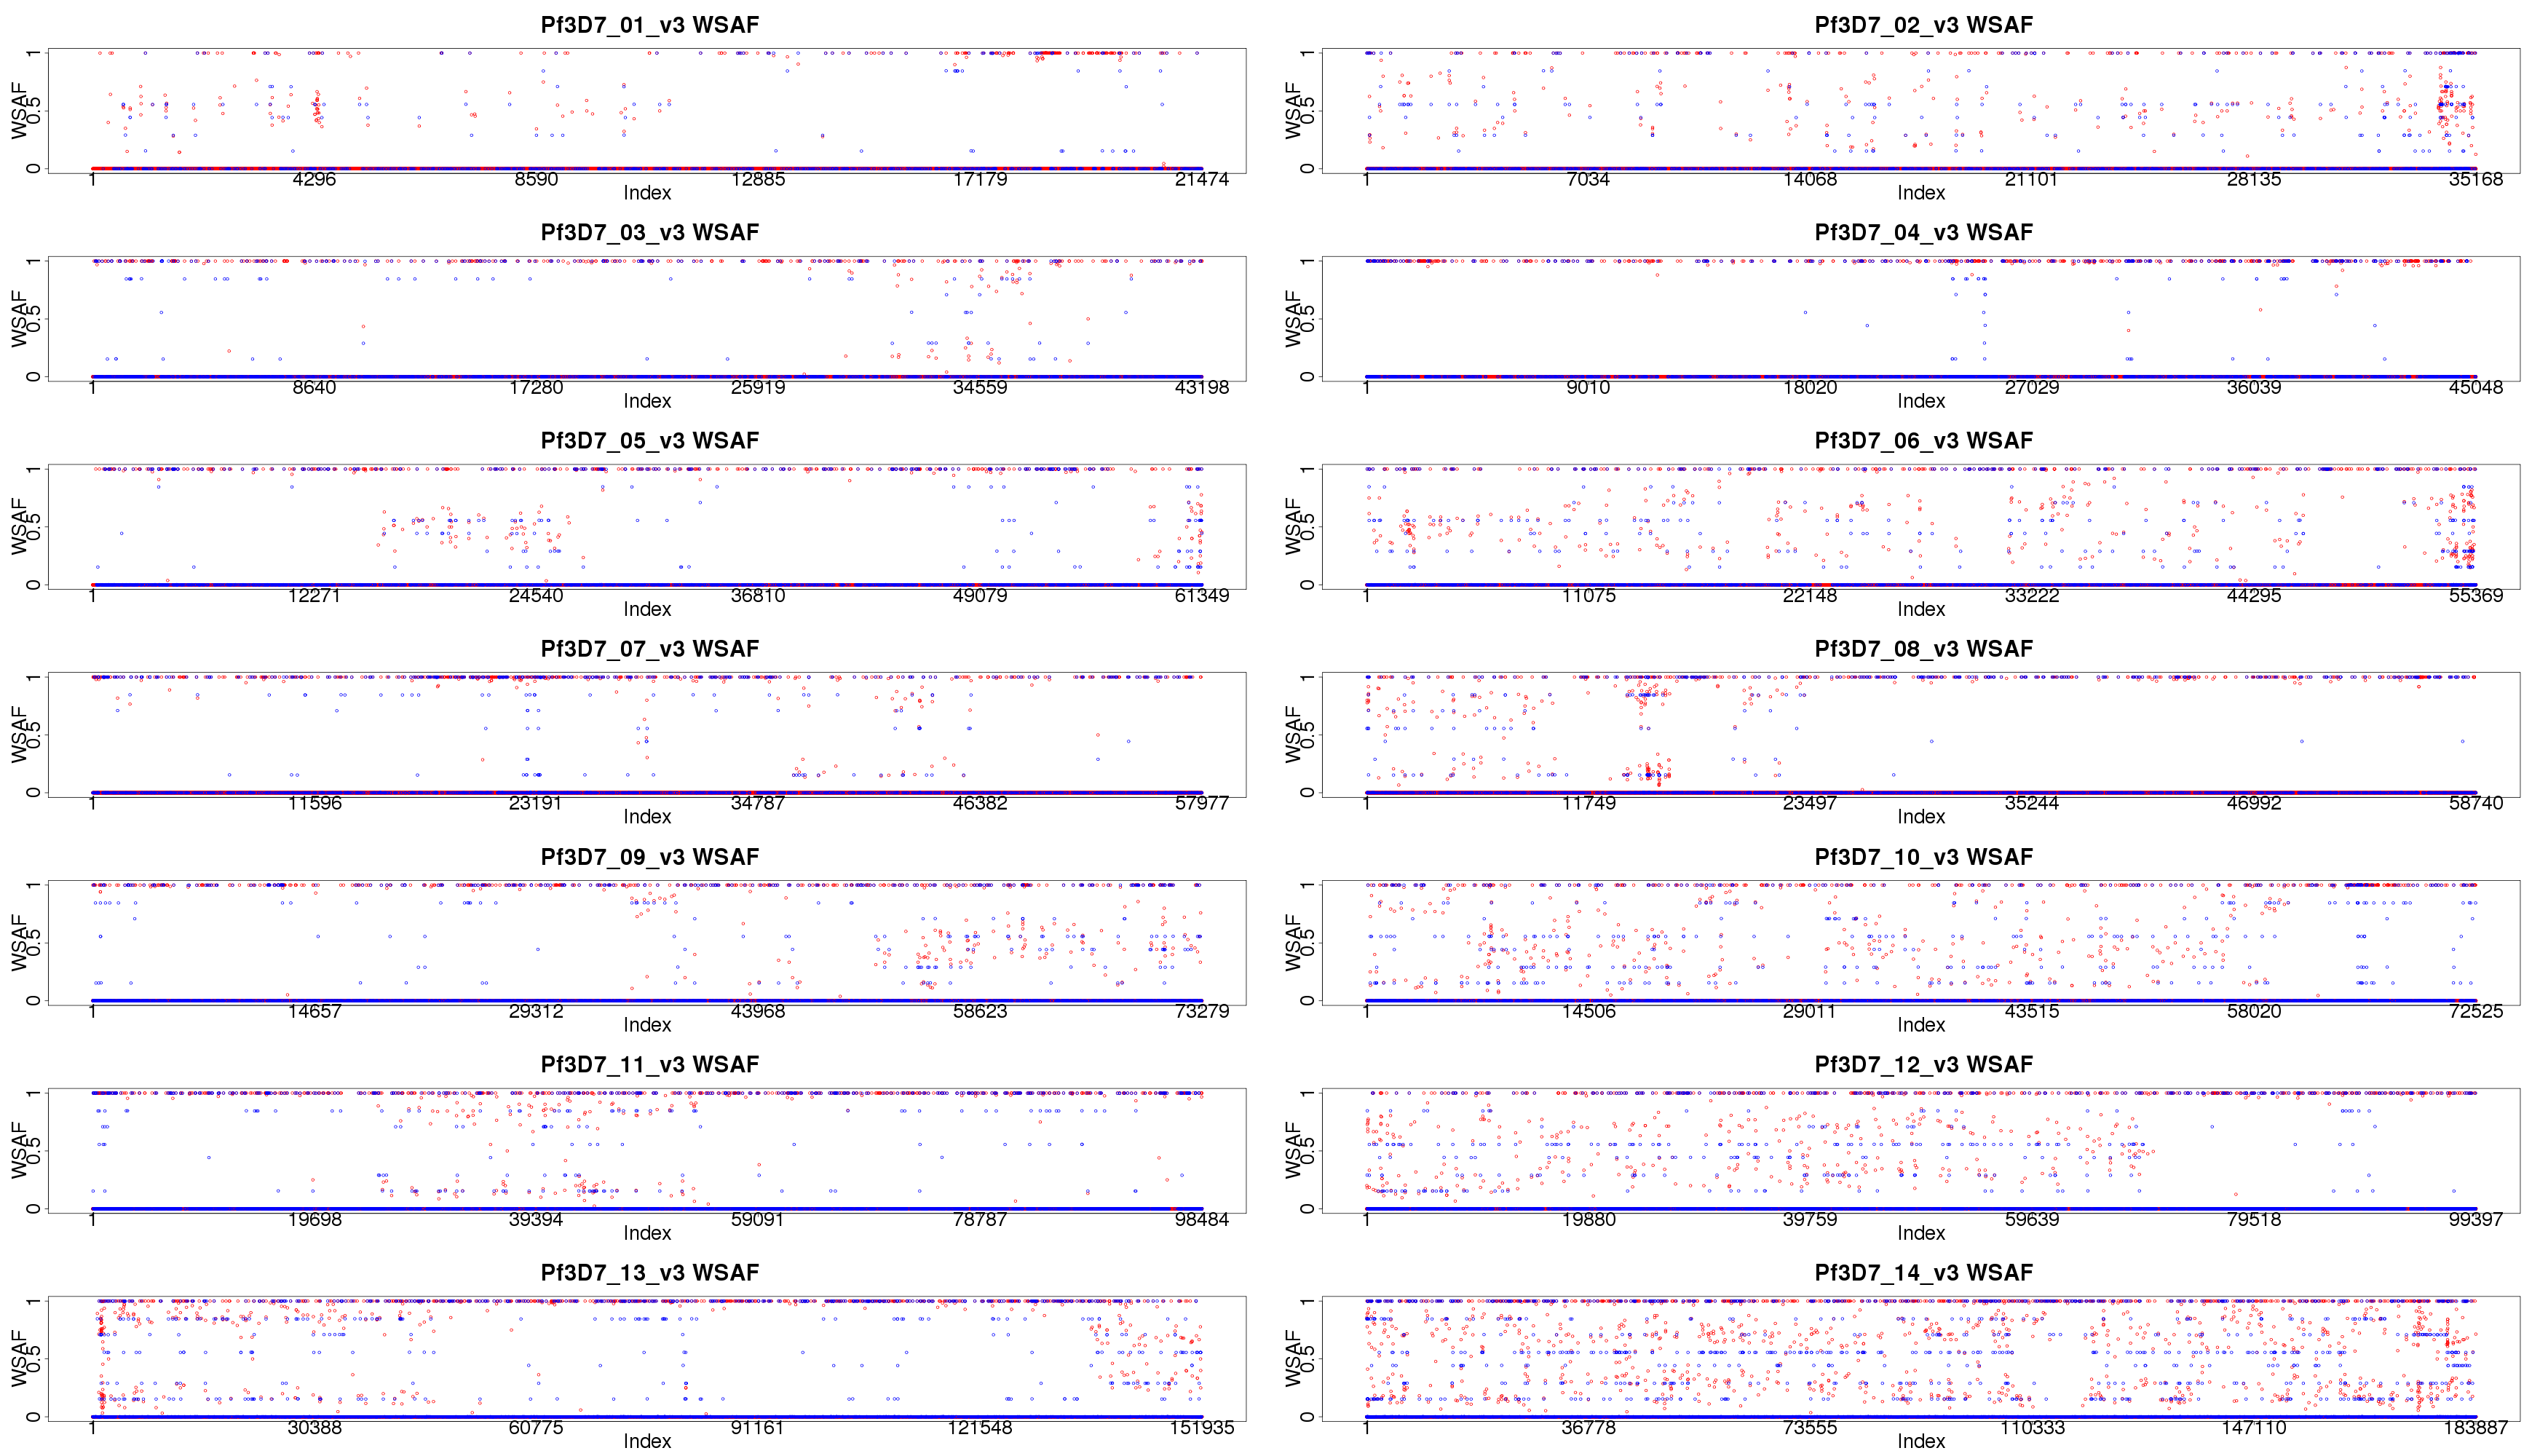 Pf3D7_01_v3 WSAF
WSAF
0 0.5 1
1 4296 8590 12885 17179 21474
Index
Pf3D7_02_v3 WSAF
WSAF
0 0.5 1
1 7034 14068 21101 28135 35168
Index
Pf3D7_03_v3 WSAF
WSAF
0 0.5 1
1 8640 17280 25919 34559 43198
Index
Pf3D7_04_v3 WSAF
WSAF
0 0.5 1
1 9010 18020 27029 36039 45048
Index
Pf3D7_05_v3 WSAF
WSAF
0 0.5 1
1 12271 24540 36810 49079 61349
Index
Pf3D7_06_v3 WSAF
WSAF
0 0.5 1
1 11075 22148 33222 44295 55369
Index
Pf3D7_07_v3 WSAF
WSAF
0 0.5 1
1 11596 23191 34787 46382 57977
Index
Pf3D7_08_v3 WSAF
WSAF
0 0.5 1
1 11749 23497 35244 46992 58740
Index
Pf3D7_09_v3 WSAF
WSAF
0 0.5 1
1 14657 29312 43968 58623 73279
Index
Pf3D7_10_v3 WSAF
WSAF
0 0.5 1
1 14506 29011 43515 58020 72525
Index
Pf3D7_11_v3 WSAF
WSAF
0 0.5 1
1 19698 39394 59091 78787 98484
Index
Pf3D7_12_v3 WSAF
WSAF
0 0.5 1
1 19880 39759 59639 79518 99397
Index
Pf3D7_13_v3 WSAF
WSAF
0 0.5 1
1 30388 60775 91161 121548 151935
Index
Pf3D7_14_v3 WSAF
WSAF
0 0.5 1
1 36778 73555 110333 147110 183887
Index